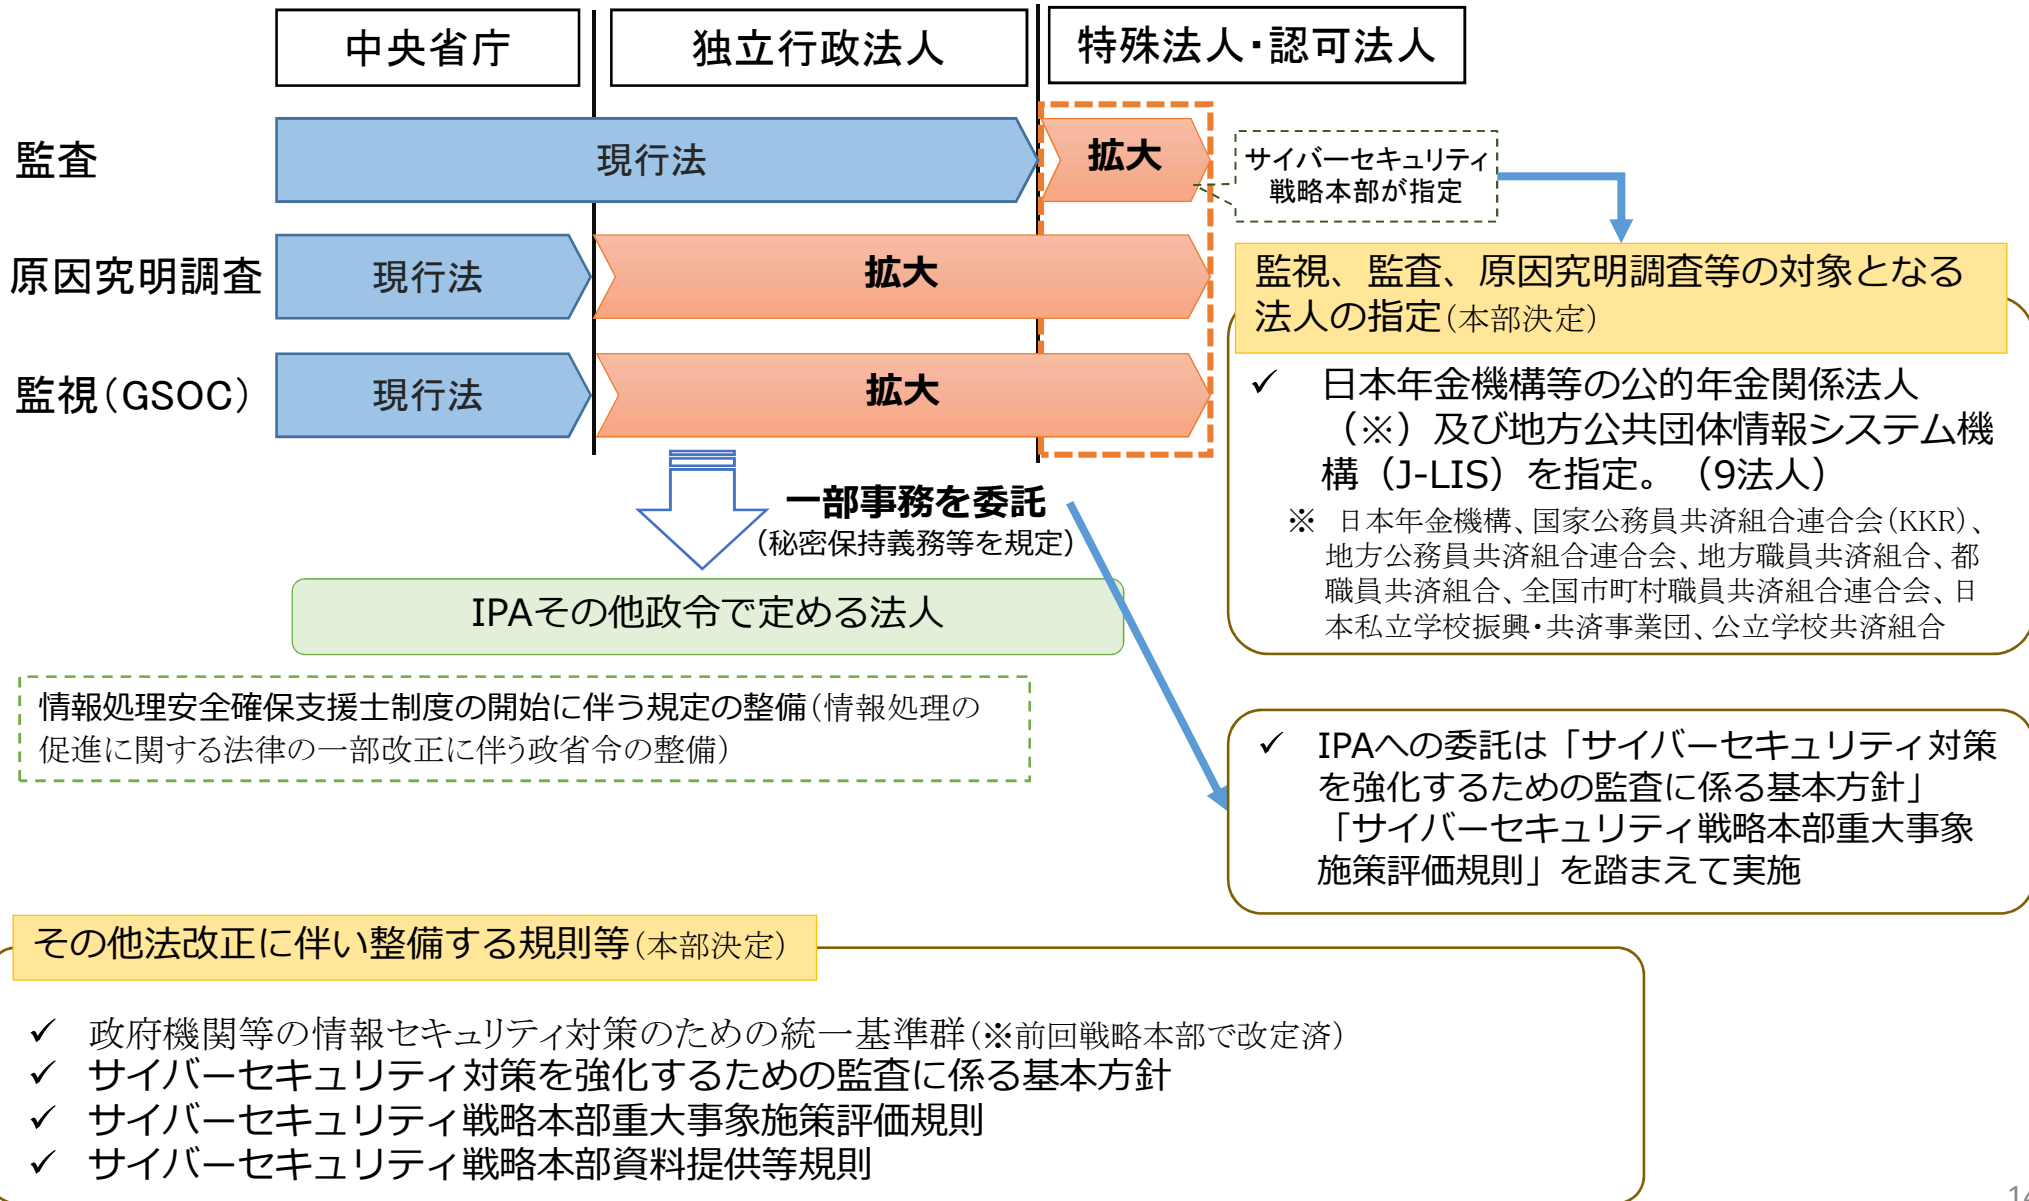 中央省庁
独立行政法人
特殊法人・認可法人
監査
現行法
拡大
サイバーセキュリティ
戦略本部が指定
原因究明調査
現行法
拡大
監視（GSOC）
現行法
拡大
監視、監査、原因究明調査等の対象となる
法人の指定（本部決定）
✓ 日本年金機構等の公的年金関係法人
（※）及び地方公共団体情報システム機
構（J-LIS）を指定。（9法人）
※ 日本年金機構、国家公務員共済組合連合会（KKR）、
地方公務員共済組合連合会、地方職員共済組合、都
職員共済組合、全国市町村職員共済組合連合会、日
本私立学校振興・共済事業団、公立学校共済組合
一部事務を委託
（秘密保持義務等を規定）
IPAその他政令で定める法人
情報処理安全確保支援士制度の開始に伴う規定の整備（情報処理の
促進に関する法律の一部改正に伴う政省令の整備）
✓ IPAへの委託は「サイバーセキュリティ対策
を強化するための監査に係る基本方針」
「サイバーセキュリティ戦略本部重大事象
施策評価規則」を踏まえて実施
その他法改正に伴い整備する規則等（本部決定）
✓ 政府機関等の情報セキュリティ対策のための統一基準群（※前回戦略本部で改定済）
✓ サイバーセキュリティ対策を強化するための監査に係る基本方針
✓ サイバーセキュリティ戦略本部重大事象施策評価規則
✓ サイバーセキュリティ戦略本部資料提供等規則